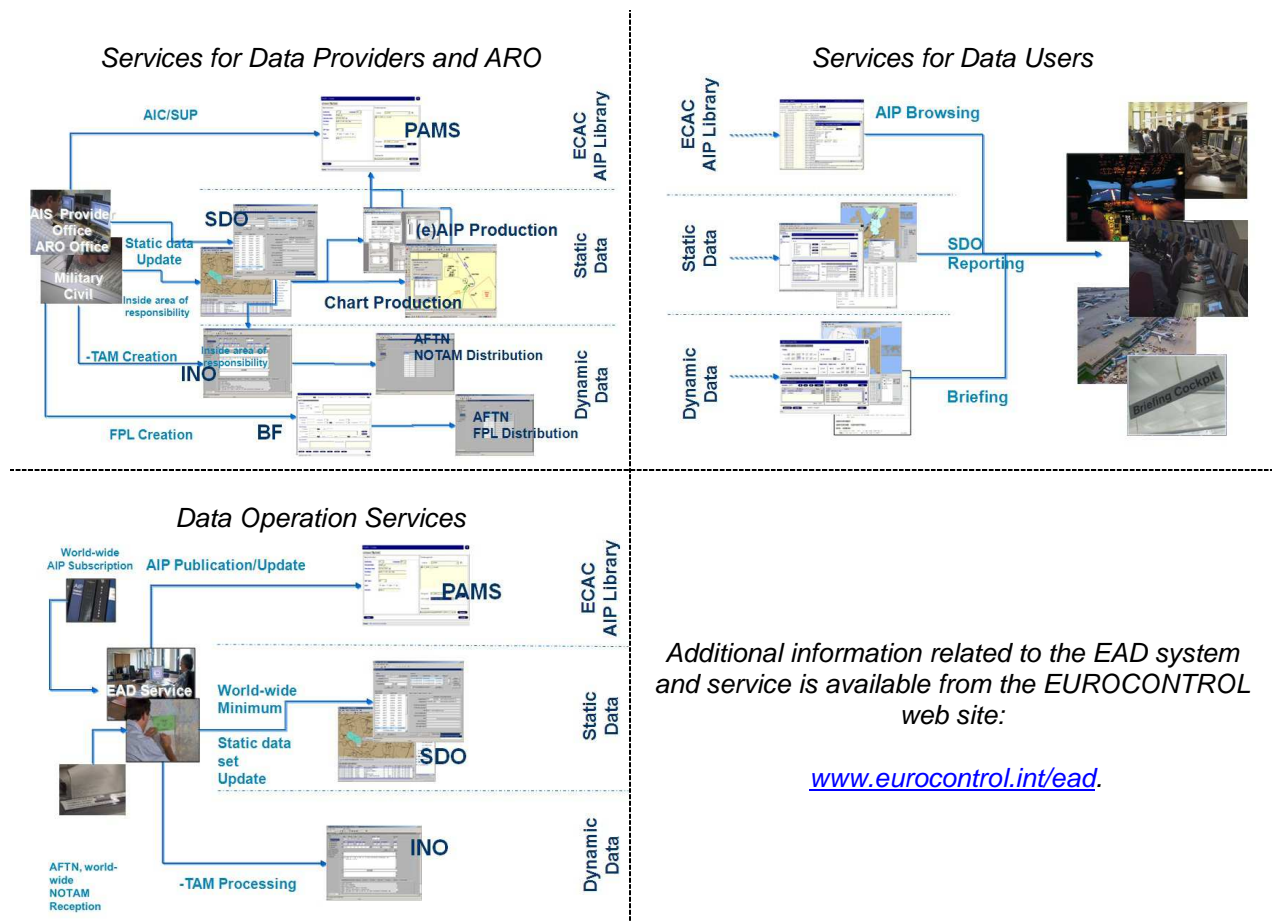 Services for Data Providers and ARO
AIC/SUP
PAMS
ECAC
AIP Library
AIS Provider
Office
ARO Office
Military
Civil
SDO
Static data
Update
Inside area of
responsibility
(e)AIP Production
Chart Production
Static
Data
-TAM Creation
Inside area of
responsibility
INO
AFTN
NOTAM Distribution
FPL Creation
BF
AFTN
FPL Distribution
Dynamic
Data
Services for Data Users
ECAC
AIP Library
AIP Browsing
Static
Data
SDO
Reporting
Dynamic
Data
Briefing
Briefing Cockpit
Data Operation Services
World-wide
AIP Subscription
AIP Publication/Update
PAMS
ECAC
AIP Library
EAD Service
World-wide
Minimum
Static data
set
Update
SDO
Static
Data
AFTN, world-
wide
NOTAM
Reception
-TAM Processing
INO
Dynamic
Data
Additional information related to the EAD system
and service is available from the EUROCONTROL
web site:
www.eurocontrol.int/ead.